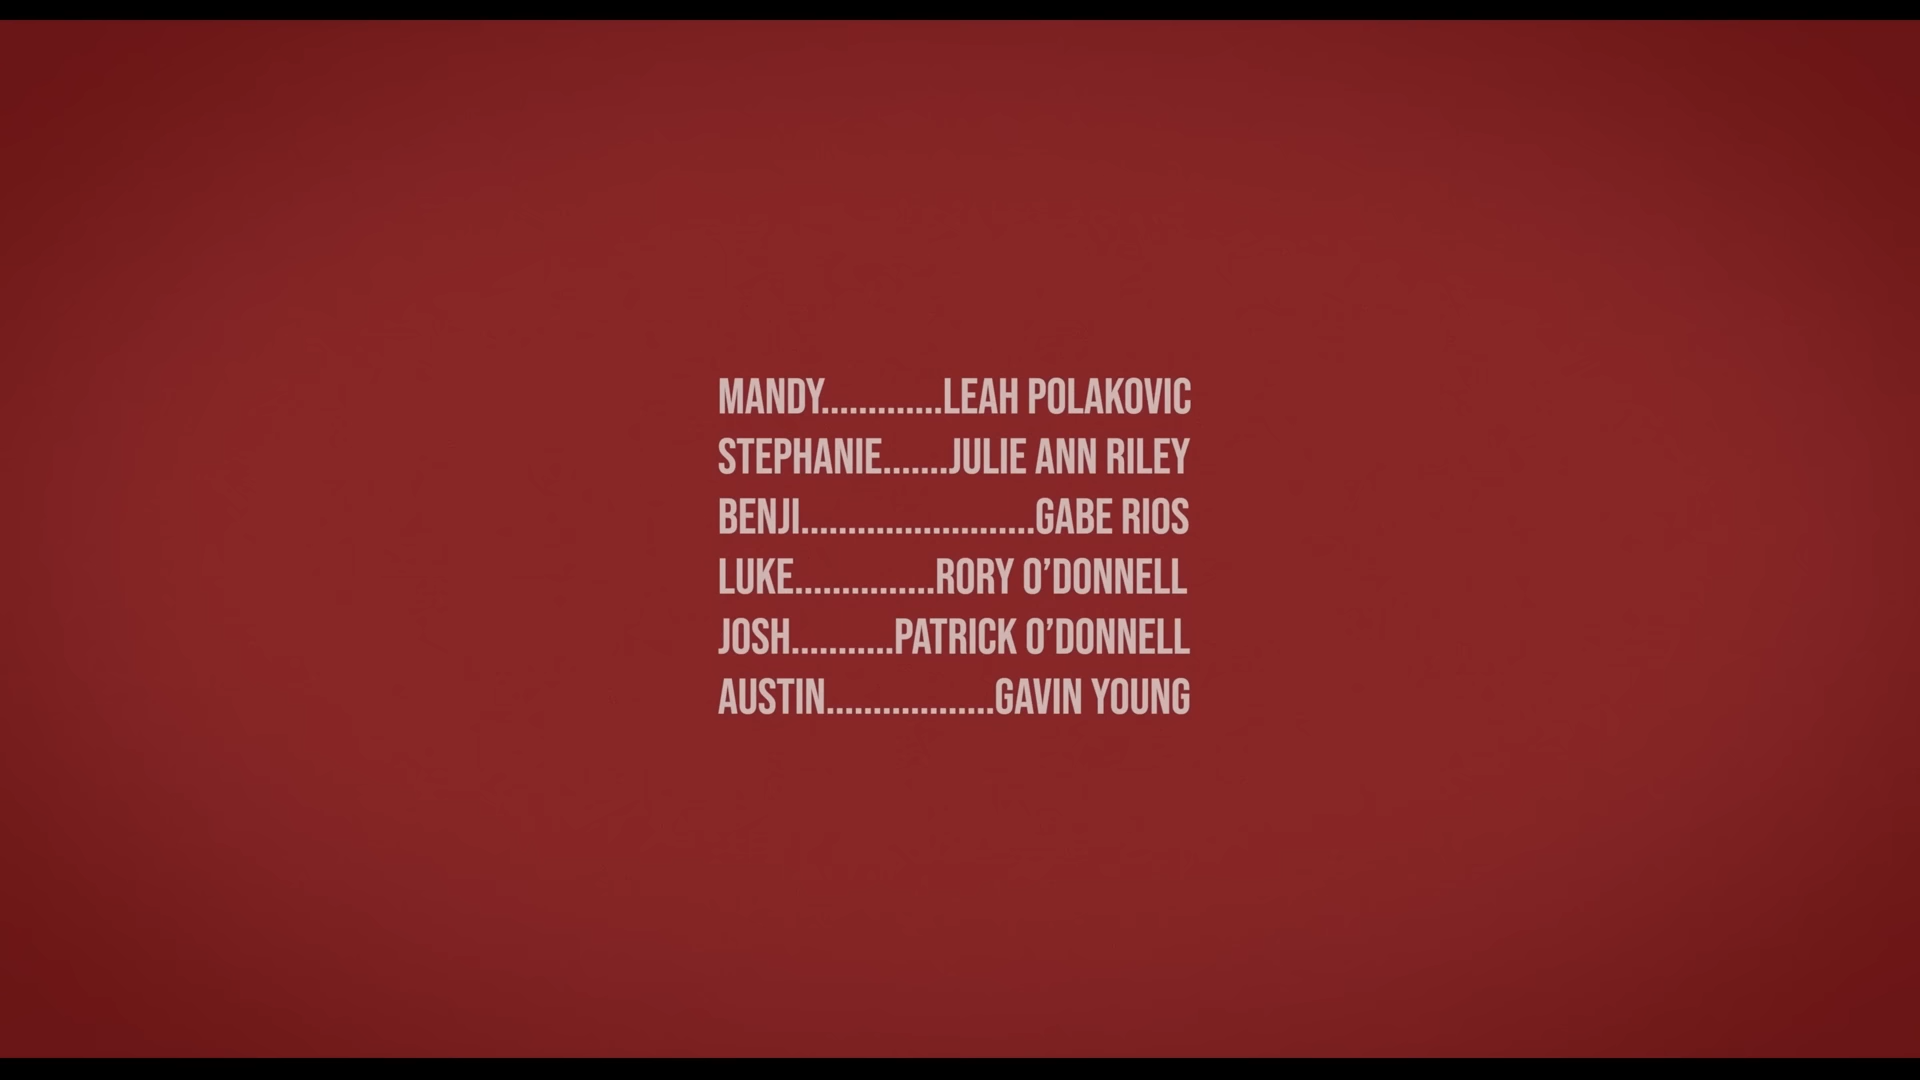 MANDY.............LEAH POLAKOVIC
STEPHANIE.......JULIE ANN RILEY
BENJI.........................GABE RIOS
LUKE...............RORY O’DONNELL
JOSH...........PATRICK O’DONNELL
AUSTIN..................GAVIN YOUNG